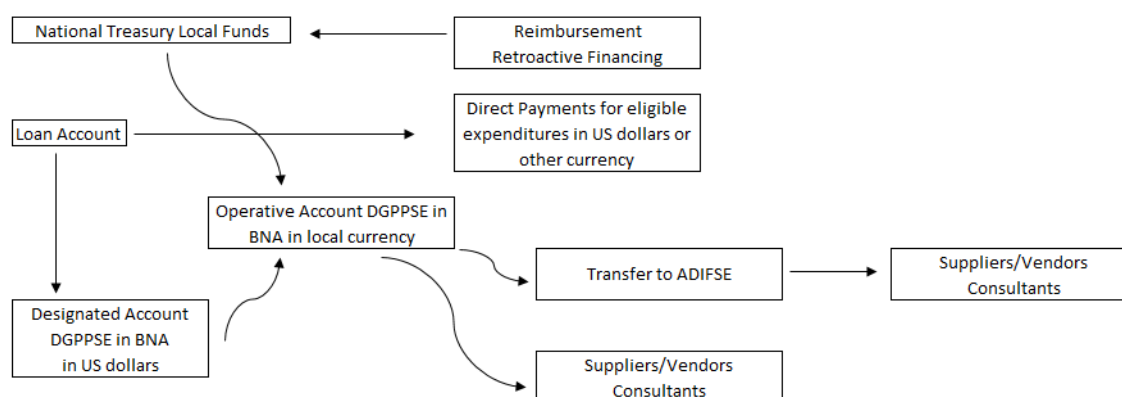 National Treasury Local Funds
Reimbursement
Retroactive Financing
Direct Payments for eligible
expenditures in US dollars or
other currency
Loan Account
Operative Account DGPPSE in
BNA in local currency
Transfer to ADIFSE
Suppliers/Vendors
Consultants
Designated Account
DGPPSE in BNA
in US dollars
Suppliers/Vendors
Consultants